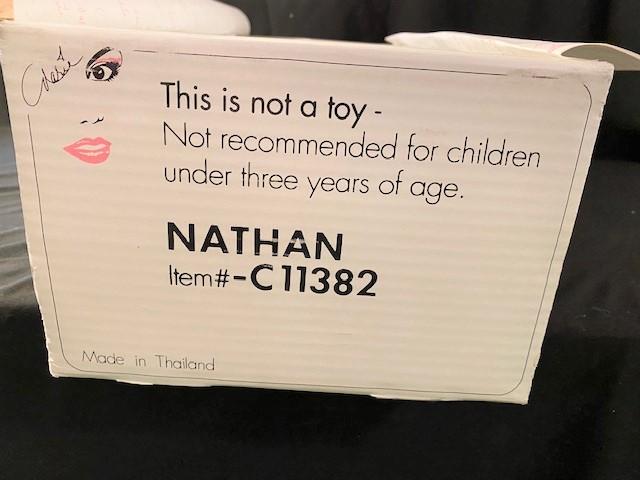 This is not a toy -
Not recommended for children
under three years of age.
NATHAN
Item#-C11382
Made in Thailand